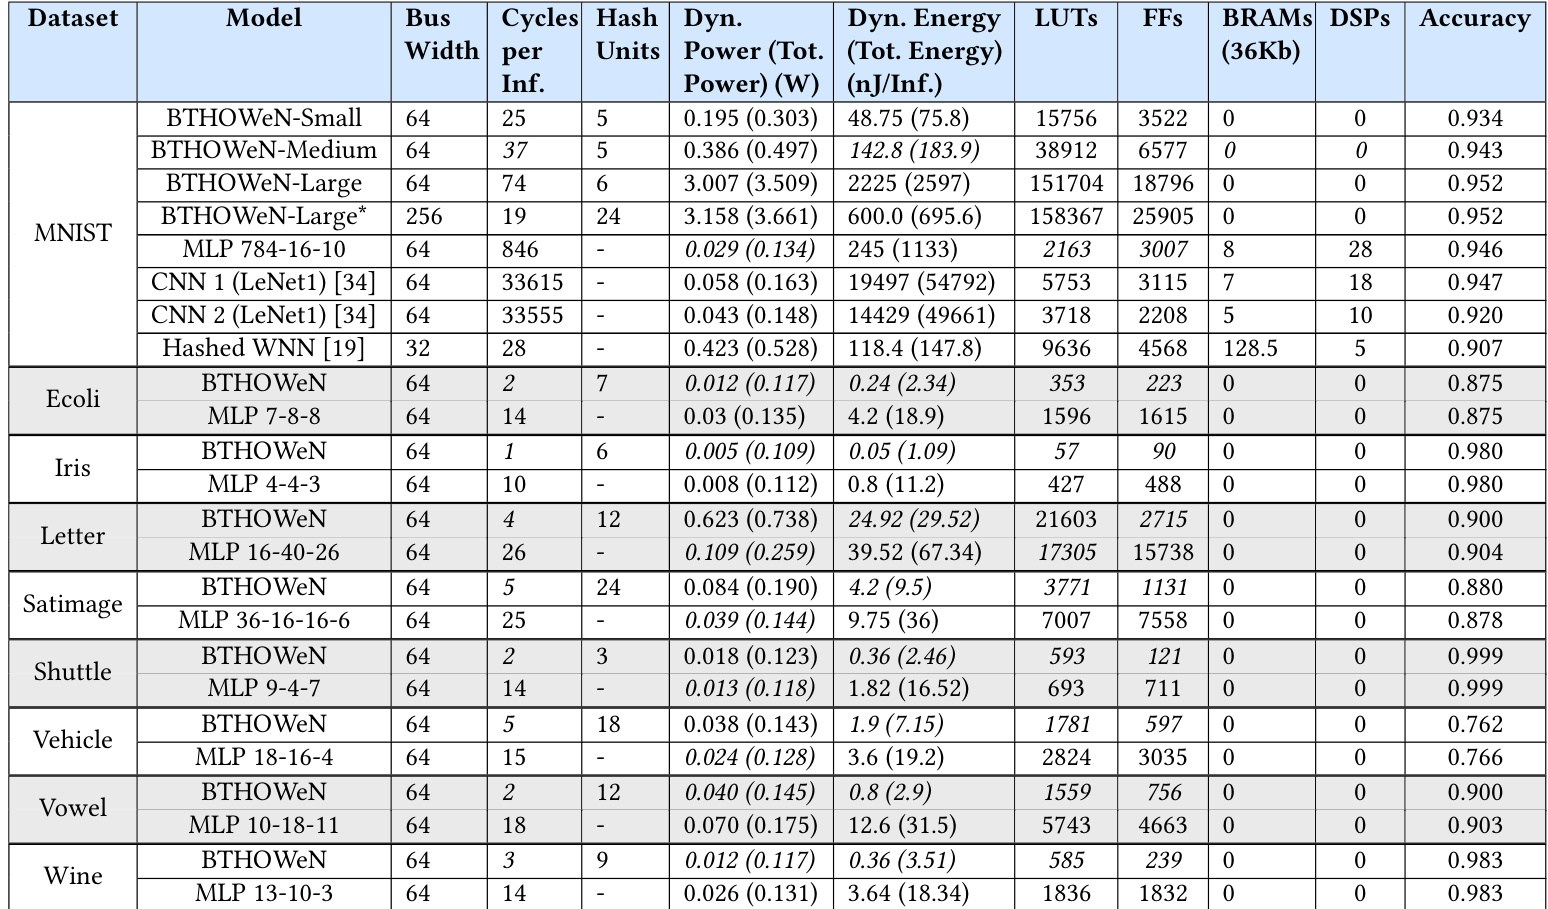 Dataset Model Bus Width Cycles per Inf. Hash Units Dyn. Power (Tot. Power) (W) Dyn. Energy (Tot. Energy) (nJ/Inf.) LUTs FFs BRAMs (36Kb) DSPs Accuracy
MNIST BTHOWeN-Small 64 25 5 0.195 (0.303) 48.75 (75.8) 15756 3522 0 0 0.934
BTHOWeN-Medium 64 37 5 0.386 (0.497) 142.8 (183.9) 38912 6577 0 0 0.943
BTHOWeN-Large 64 74 6 3.007 (3.509) 2225 (2597) 151704 18796 0 0 0.952
BTHOWeN-Large* 256 19 24 3.158 (3.661) 600.0 (695.6) 158367 25905 0 0 0.952
MLP 784-16-10 64 846 - 0.029 (0.134) 245 (1133) 2163 3007 8 28 0.946
CNN 1 (LeNet1) [34] 64 33615 - 0.058 (0.163) 19497 (54792) 5753 3115 7 18 0.947
CNN 2 (LeNet1) [34] 64 33555 - 0.043 (0.148) 14429 (49661) 3718 2208 5 10 0.920
Hashed WNN [19] 32 28 - 0.423 (0.528) 118.4 (147.8) 9636 4568 128.5 5 0.907
Ecoli BTHOWeN 64 2 7 0.012 (0.117) 0.24 (2.34) 353 223 0 0 0.875
MLP 7-8-8 64 14 - 0.03 (0.135) 4.2 (18.9) 1596 1615 0 0 0.875
Iris BTHOWeN 64 1 6 0.005 (0.109) 0.05 (1.09) 57 90 0 0 0.980
MLP 4-4-3 64 10 - 0.008 (0.112) 0.8 (11.2) 427 488 0 0 0.980
Letter BTHOWeN 64 4 12 0.623 (0.738) 24.92 (29.52) 21603 2715 0 0 0.900
MLP 16-40-26 64 26 - 0.109 (0.259) 39.52 (67.34) 17305 15738 0 0 0.904
Satimage BTHOWeN 64 5 24 0.084 (0.190) 4.2 (9.5) 3771 1131 0 0 0.880
MLP 36-16-16-6 64 25 - 0.039 (0.144) 9.75 (36) 7007 7558 0 0 0.878
Shuttle BTHOWeN 64 2 3 0.018 (0.123) 0.36 (2.46) 593 121 0 0 0.999
MLP 9-4-7 64 14 - 0.013 (0.118) 1.82 (16.52) 693 711 0 0 0.999
Vehicle BTHOWeN 64 5 18 0.038 (0.143) 1.9 (7.15) 1781 597 0 0 0.762
MLP 18-16-4 64 15 - 0.024 (0.128) 3.6 (19.2) 2824 3035 0 0 0.766
Vowel BTHOWeN 64 2 12 0.040 (0.145) 0.8 (2.9) 1559 756 0 0 0.900
MLP 10-18-11 64 18 - 0.070 (0.175) 12.6 (31.5) 5743 4663 0 0 0.903
Wine BTHOWeN 64 3 9 0.012 (0.117) 0.36 (3.51) 585 239 0 0 0.983
MLP 13-10-3 64 14 - 0.026 (0.131) 3.64 (18.34) 1836 1832 0 0 0.983